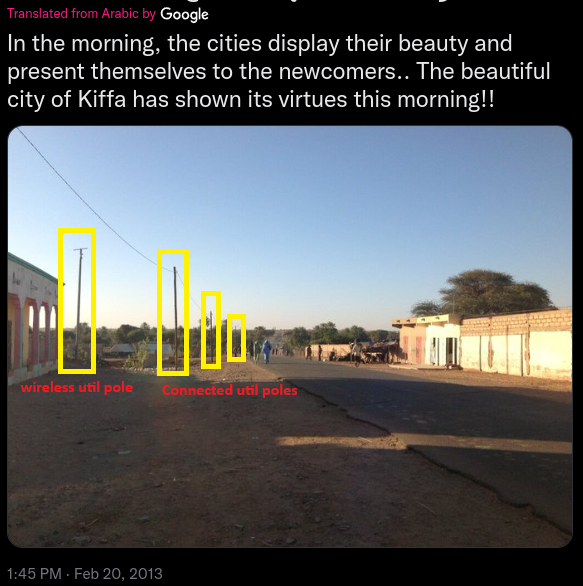 Translated from Arabic by Google
In the morning, the cities display their beauty and
present themselves to the newcomers.. The beautiful
city of Kiffa has shown its virtues this morning!!
wireless util pole
Connected util poles
1:45 PM · Feb 20, 2013